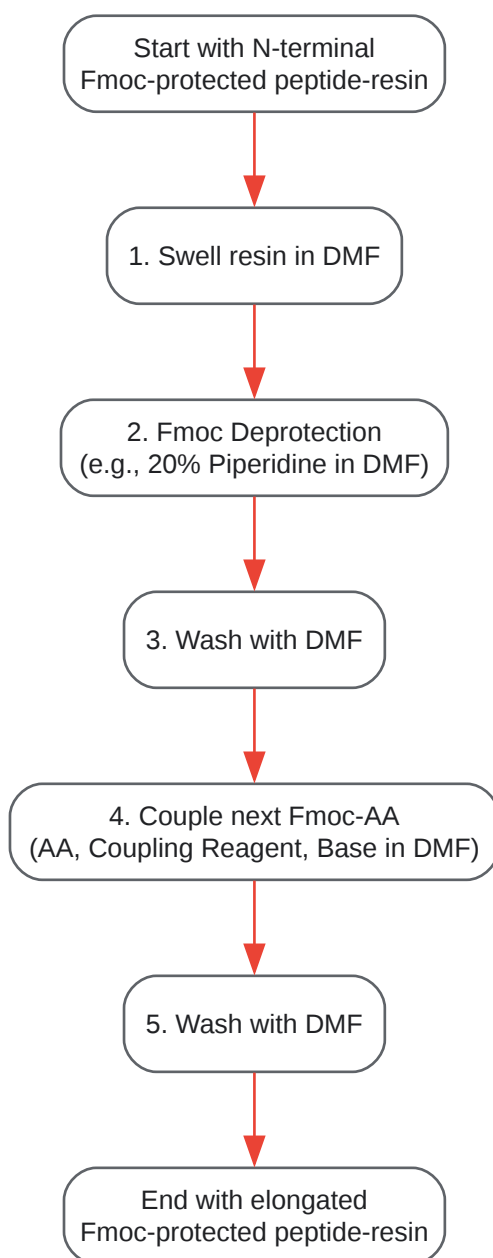 Start with N-terminal
Fmoc-protected peptide-resin
1. Swell resin in DMF
2. Fmoc Deprotection
(e.g., 20% Piperidine in DMF)
3. Wash with DMF
4. Couple next Fmoc-AA
(AA, Coupling Reagent, Base in DMF)
5. Wash with DMF
End with elongated
Fmoc-protected peptide-resin